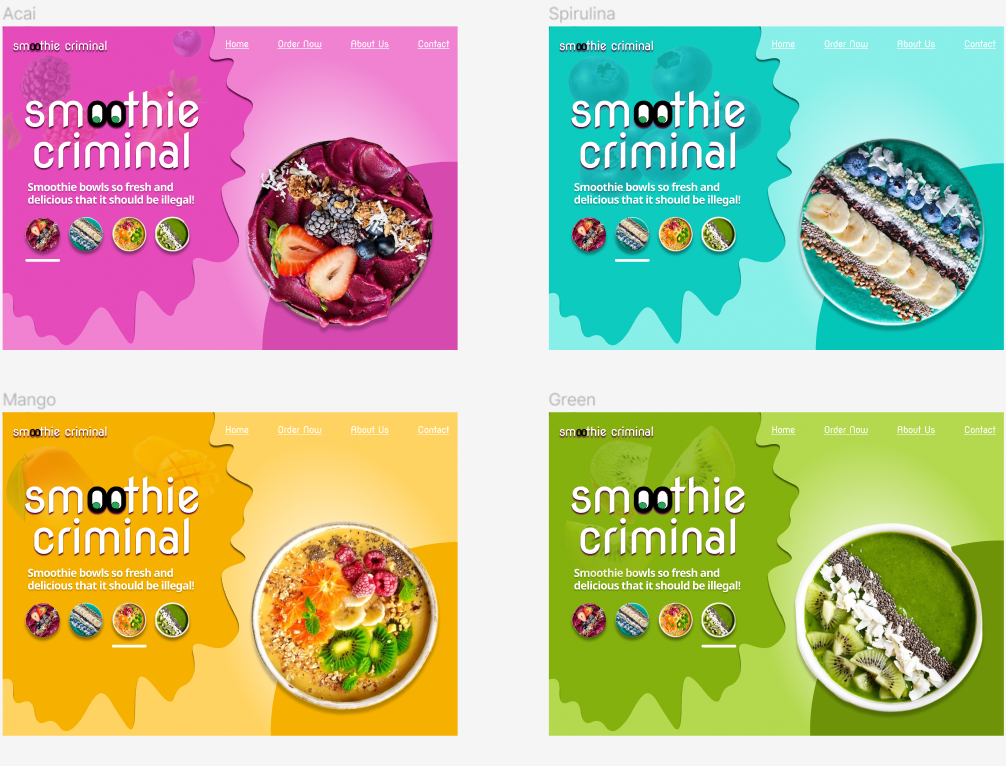 Acai
smoothie criminal
Home Order Now About Us Contact
smoothie
criminal
Smoothie bowls so fresh and
delicious that it should be illegal!
Spirulina
smoothie criminal
Home Order Now About Us Contact
smoothie
criminal
Smoothie bowls so fresh and
delicious that it should be illegal!
Mango
smoothie criminal
Home Order Now About Us Contact
smoothie
criminal
Smoothie bowls so fresh and
delicious that it should be illegal!
Green
smoothie criminal
Home Order Now About Us Contact
smoothie
criminal
Smoothie bowls so fresh and
delicious that it should be illegal!